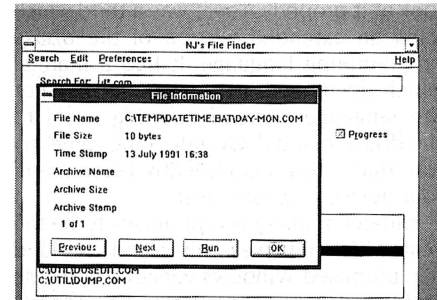 NJ's File Finder
Search Edit Preferences Help
Search For: d*.com
File Information
File Name C:\TEMP\DATETIME.BAT\DAY-MON.COM
File Size 10 bytes
Progress
Time Stamp 13 July 1991 16:38
Archive Name
Archive Size
Archive Stamp
1 of 1
Previous Next Run OK
C:\UTIL\DOSEDIT.COM
C:\UTIL\DUMP.COM